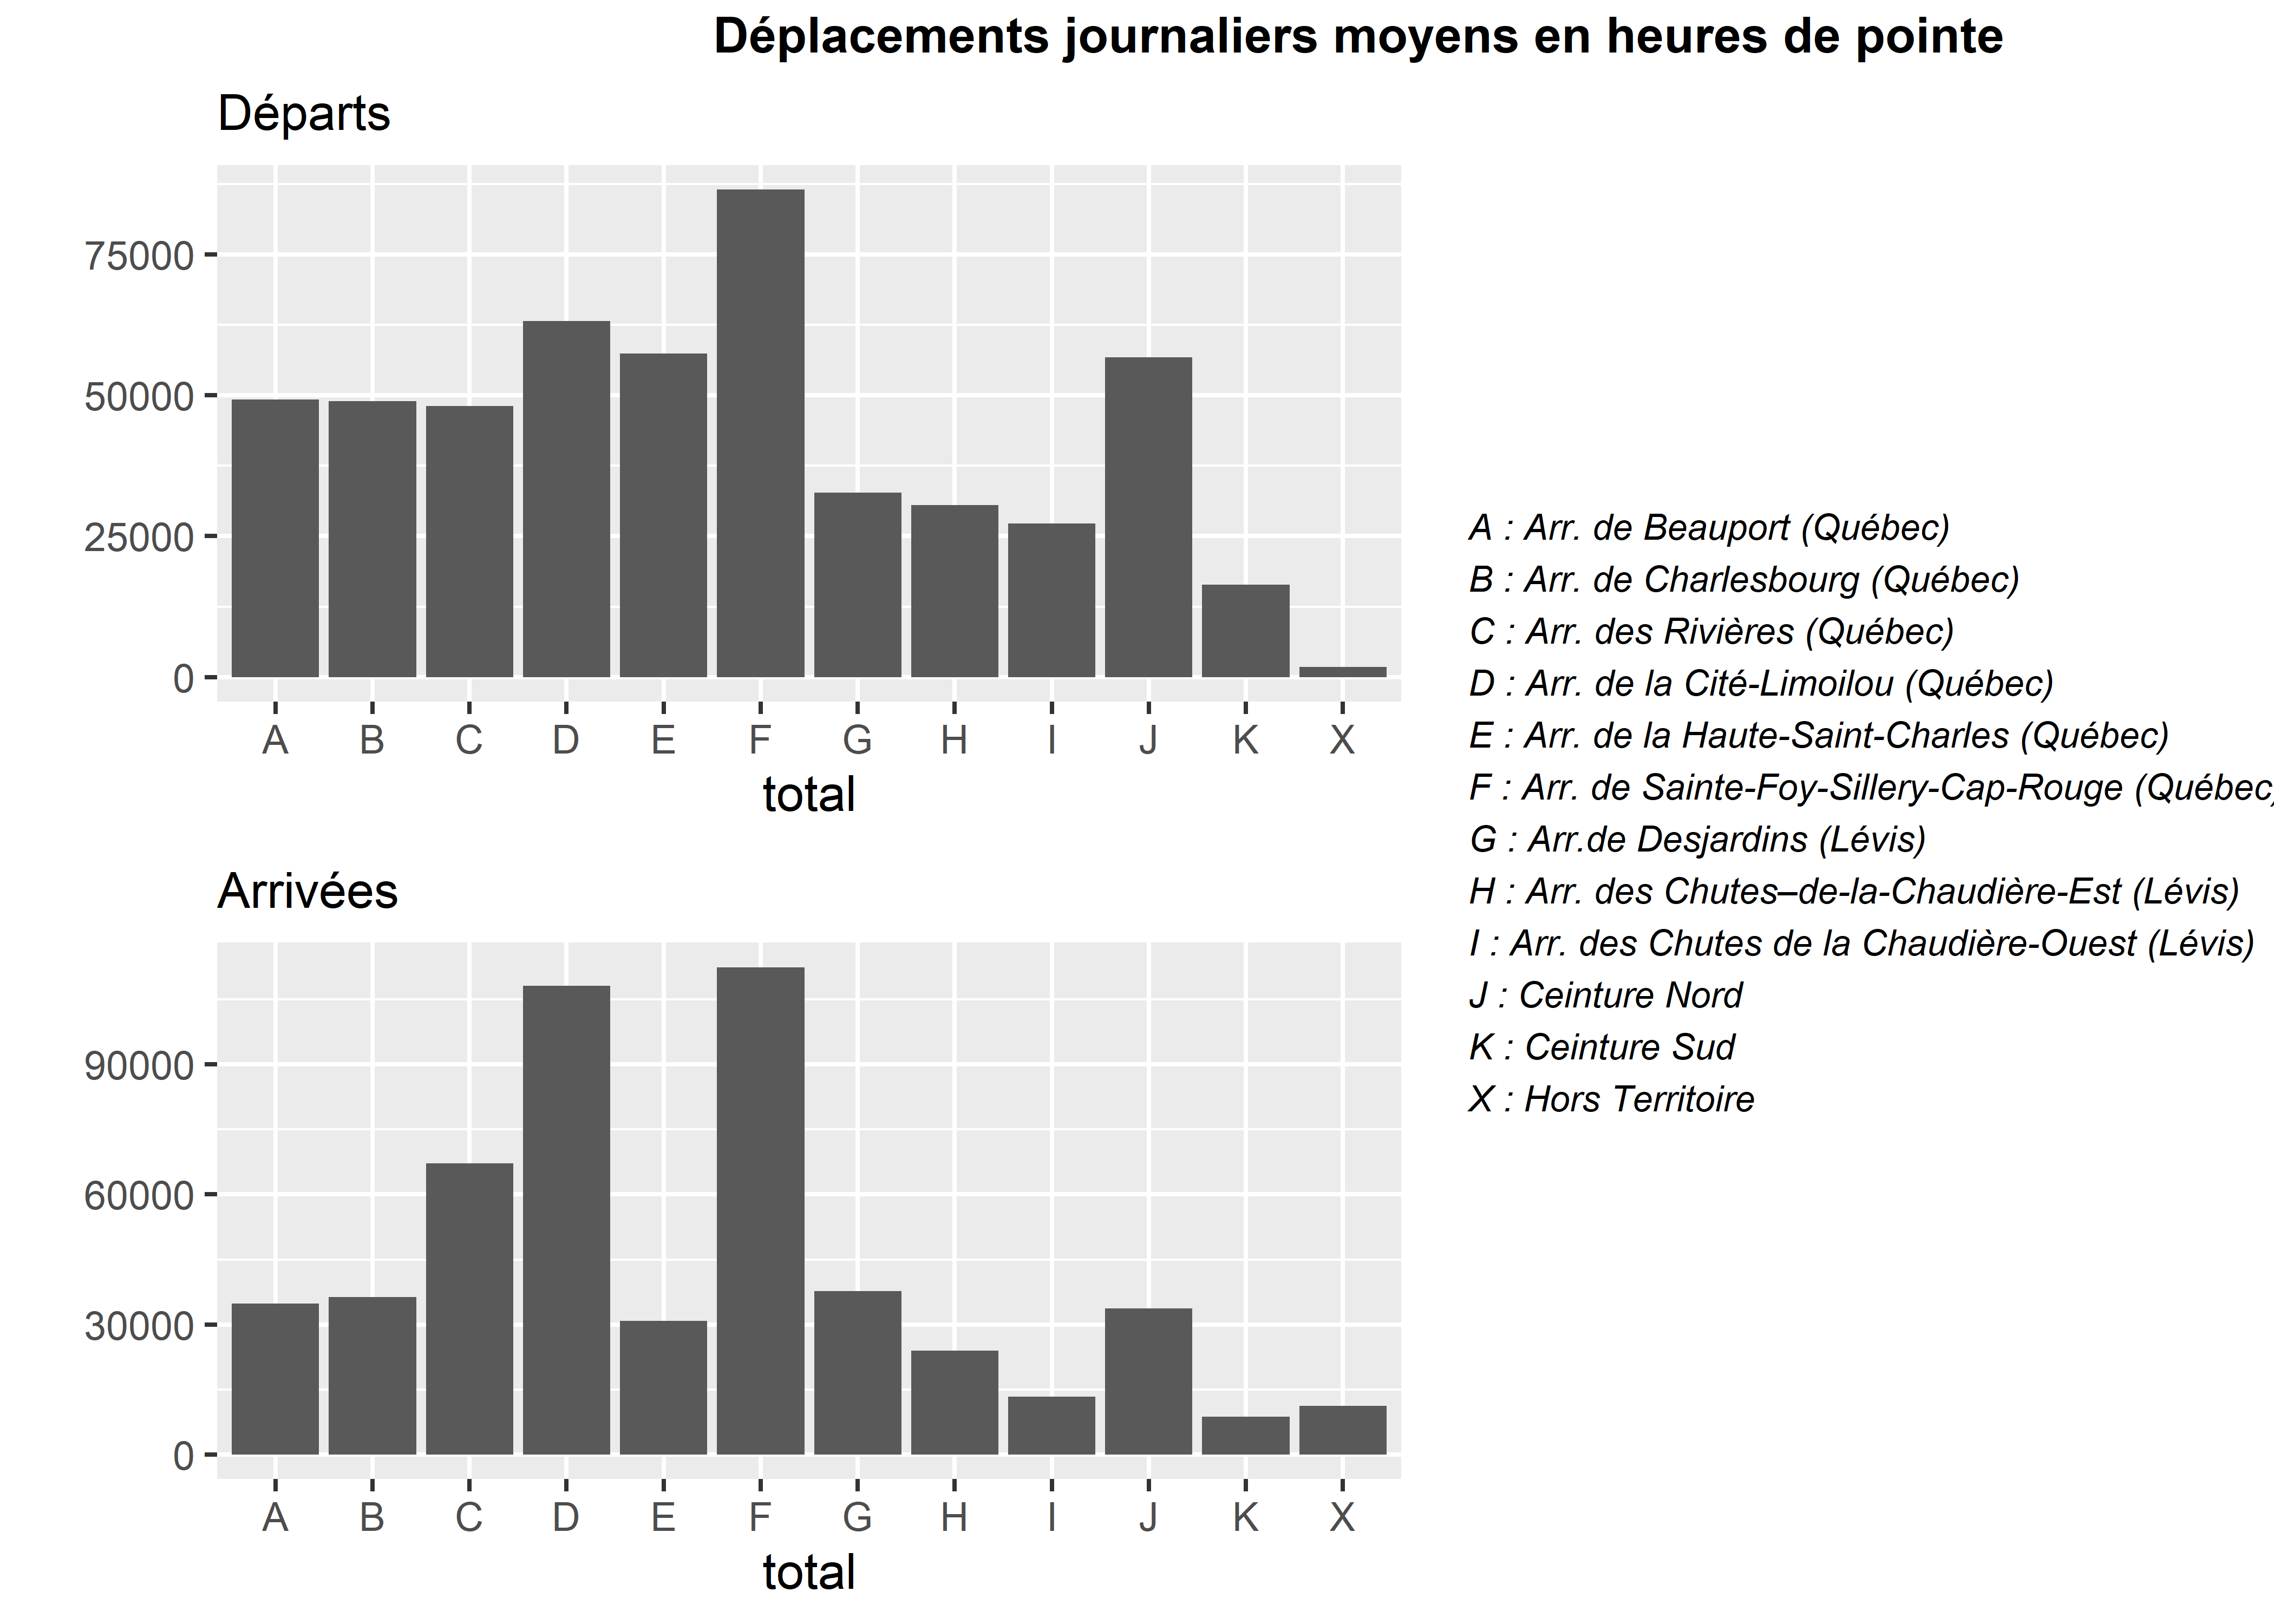 Déplacements journaliers moyens en heures de pointe
Départs
75000
50000
25000
0
A B C D E F G H I J K X
total
Arrivées
90000
60000
30000
0
A B C D E F G H I J K X
total
A : Arr. de Beauport (Québec)
B : Arr. de Charlesbourg (Québec)
C : Arr. des Rivières (Québec)
D : Arr. de la Cité-Limoilou (Québec)
E : Arr. de la Haute-Saint-Charles (Québec)
F : Arr. de Sainte-Foy-Sillery-Cap-Rouge (Québec)
G : Arr.de Desjardins (Lévis)
H : Arr. des Chutes–de-la-Chaudière-Est (Lévis)
I : Arr. des Chutes de la Chaudière-Ouest (Lévis)
J : Ceinture Nord
K : Ceinture Sud
X : Hors Territoire